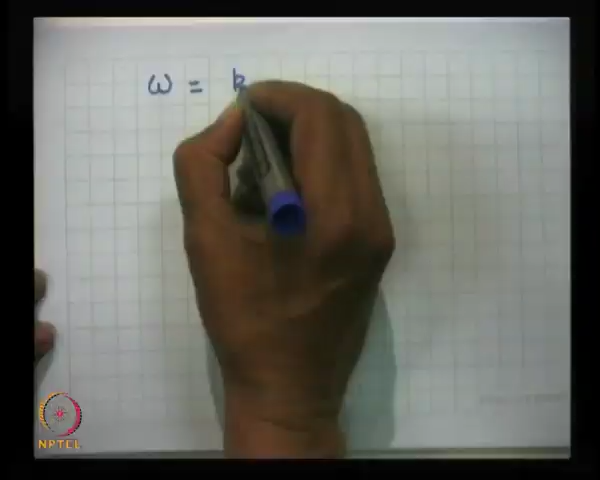 ω = k
NPTEL